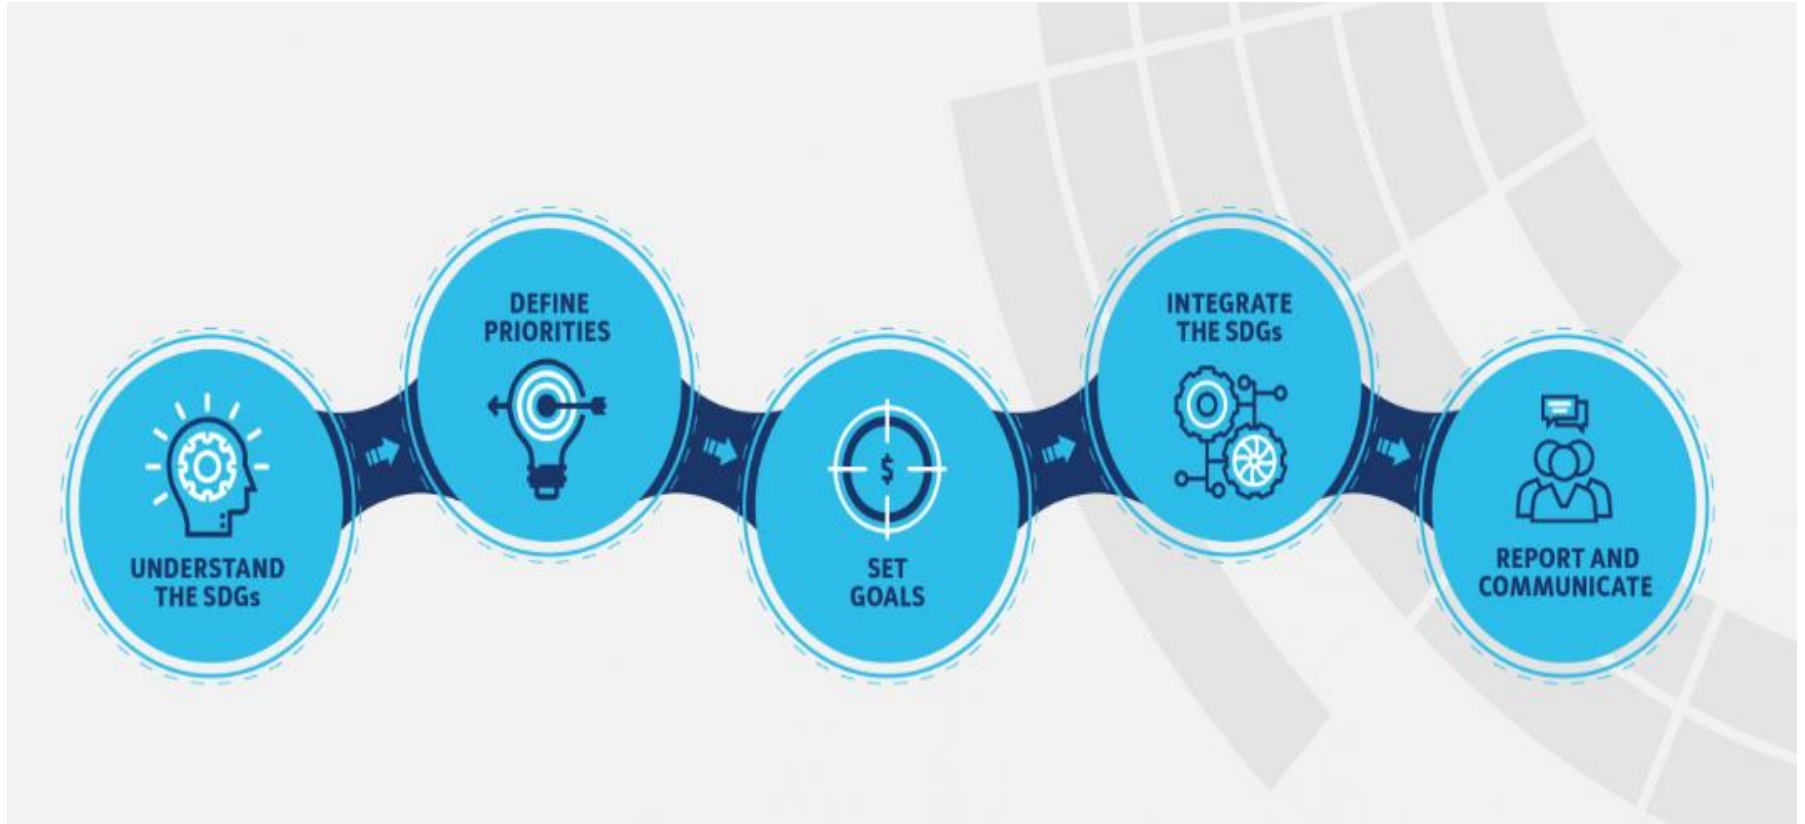 UNDERSTAND
THE SDGs
DEFINE
PRIORITIES
$
SET
GOALS
INTEGRATE
THE SDGs
REPORT AND
COMMUNICATE